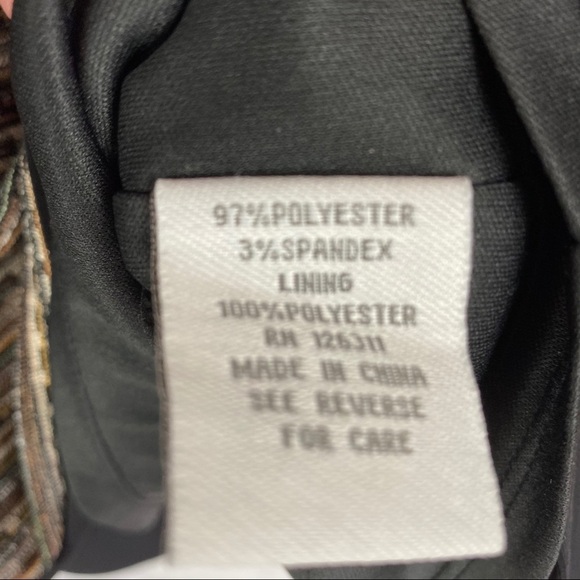 97%POLYESTER
3%SPANDEX
LINING
100%POLYESTER
RN 126311
MADE IN CHINA
SEE REVERSE
FOR CARE